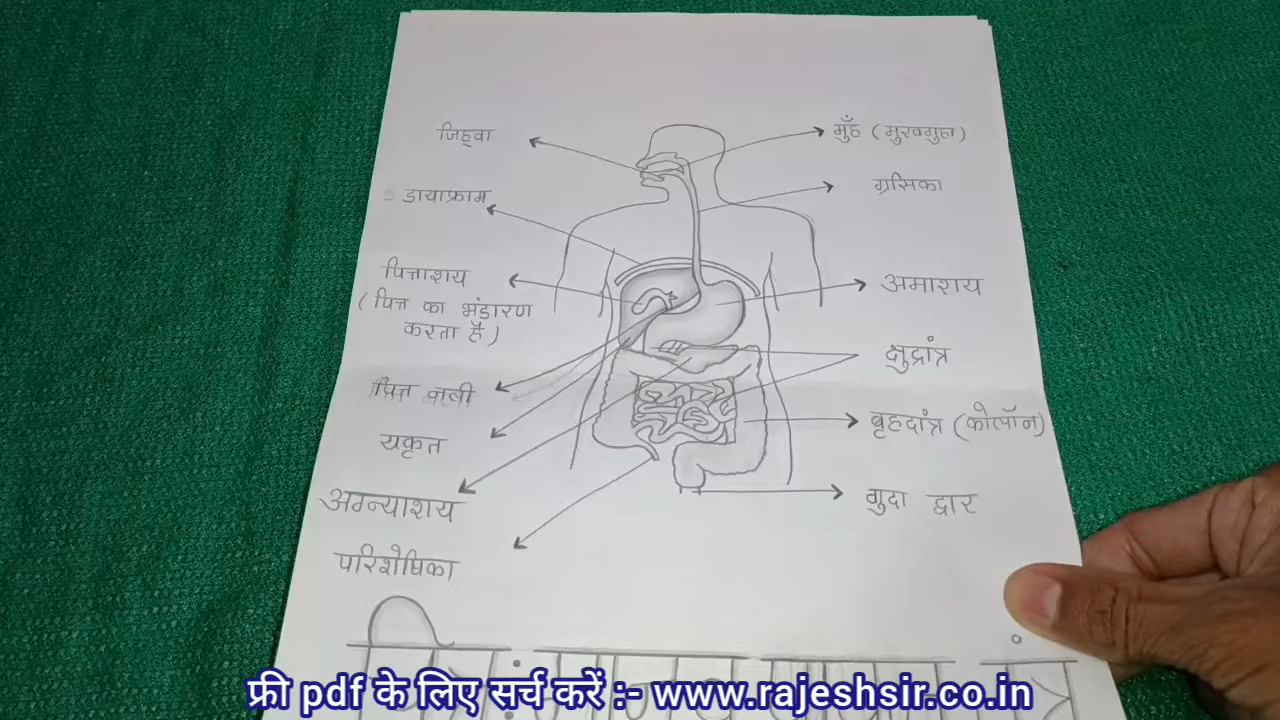 जिह्वा
मुँह (मुखगुहा)
डायाफ्राम
ग्रसिका
पित्ताशय
(पित्त का भंडारण
करता है)
अमाशय
क्षुद्रांत्र
पित्त नली
बृहदांत्र (कोलॉन)
यकृत
अग्न्याशय
गुदा द्वार
परिशेषिका
फ्री pdf के लिए सर्च करें :- www.rajeshsir.co.in